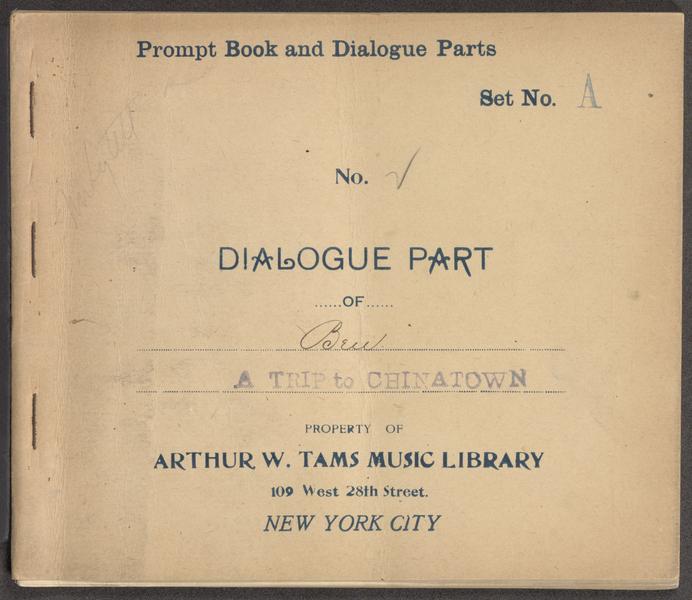 Prompt Book and Dialogue Parts
Set No. A
No. √
DIALOGUE PART
......OF......
Ben
A TRIP to CHINATOWN
PROPERTY OF
ARTHUR W. TAMS MUSIC LIBRARY
109 West 28th Street.
NEW YORK CITY